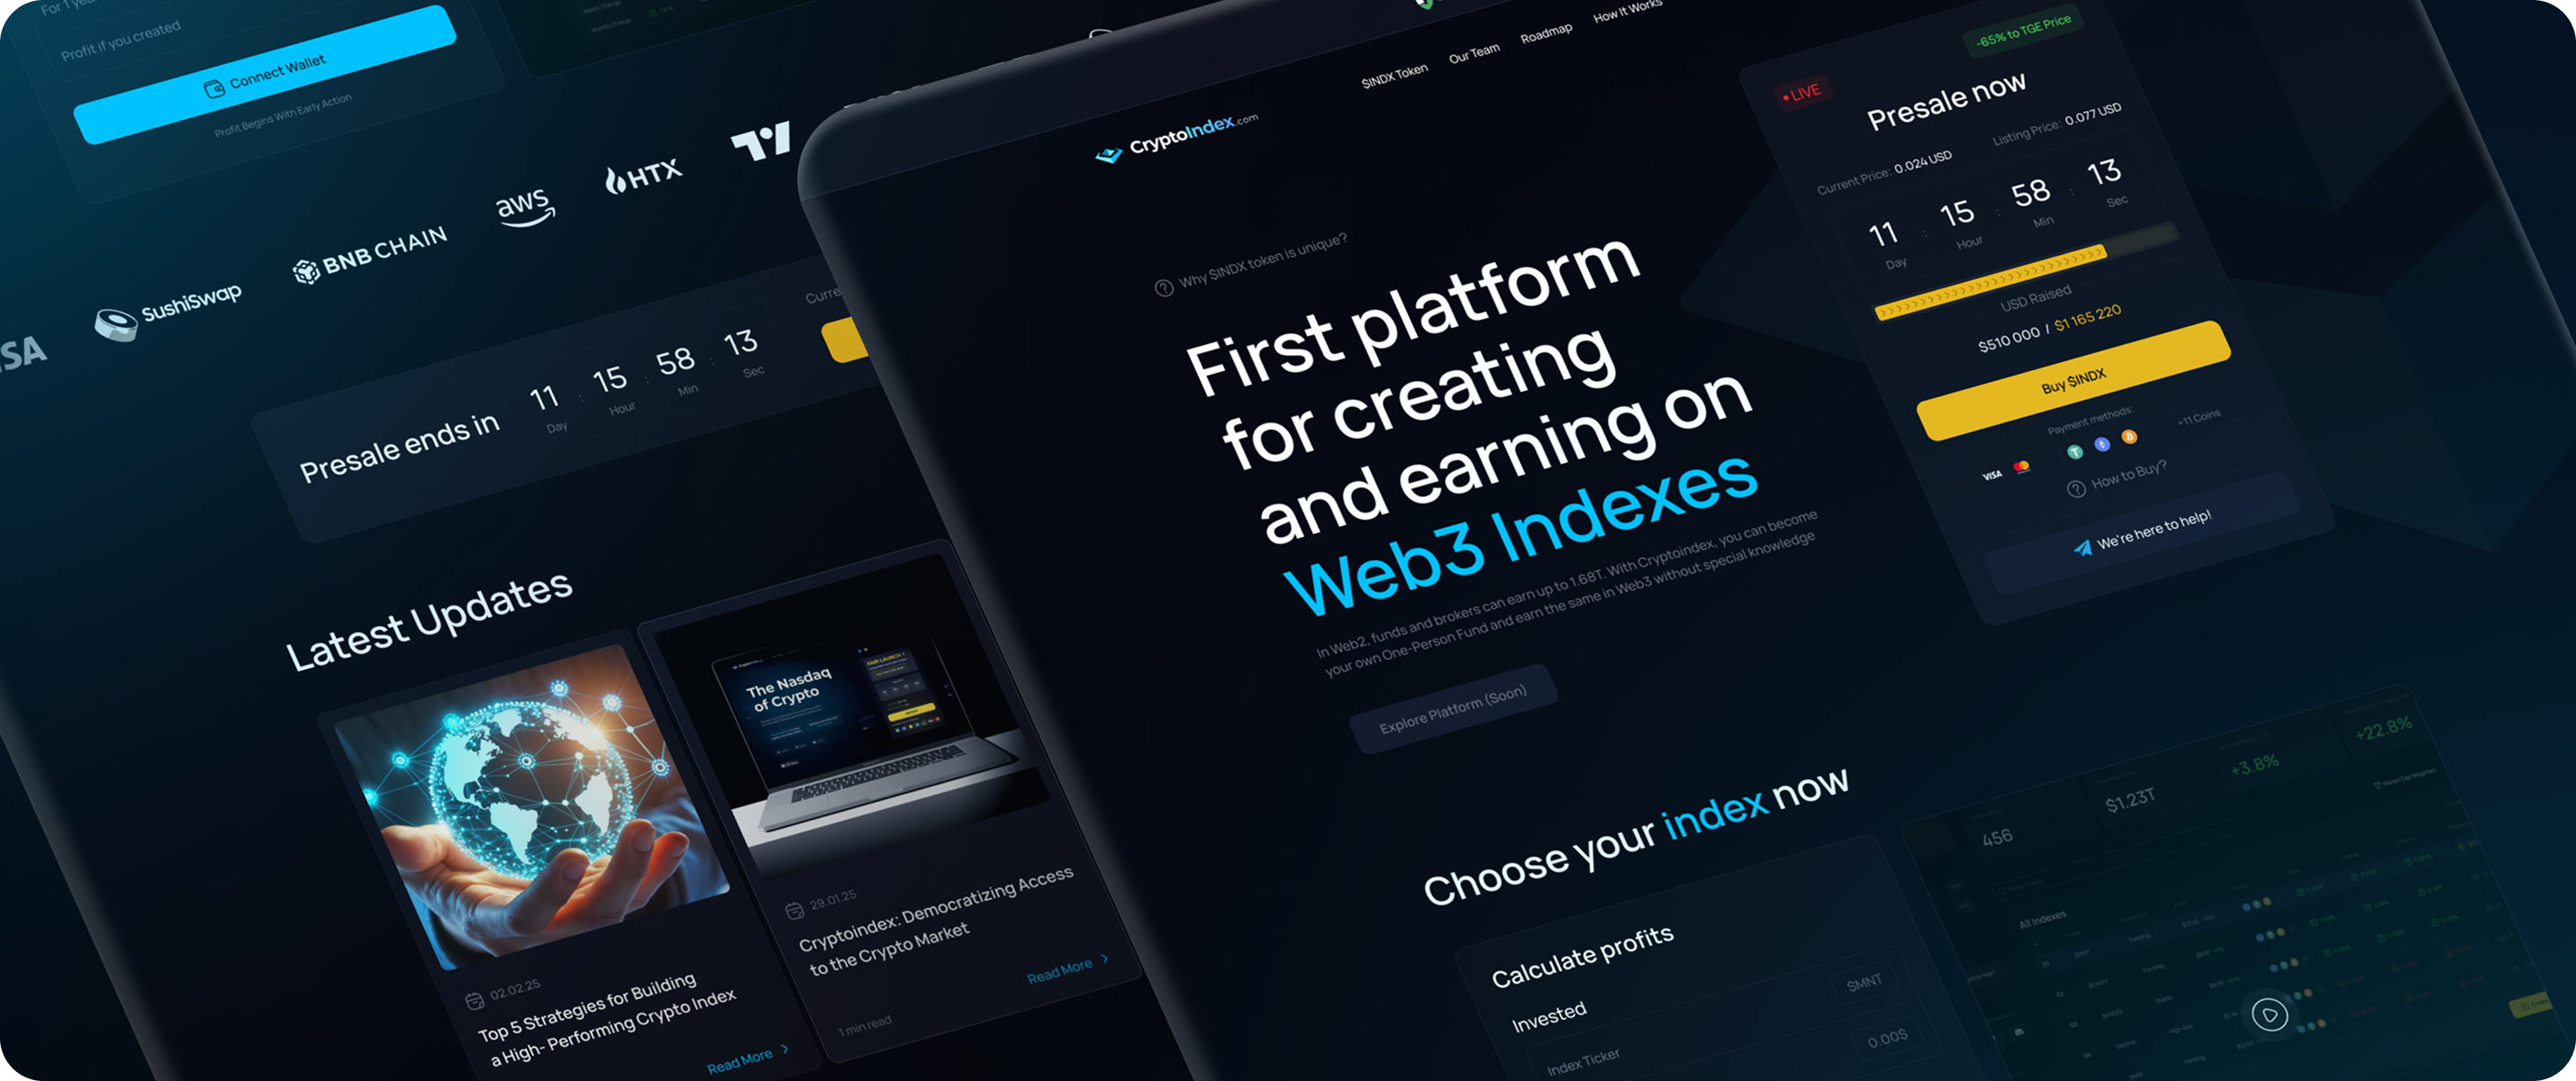 Profit if you created
Connect Wallet
Profit Begins With Early Action
SushiSwap
BNB CHAIN
aws
HTX
Presale ends in
11 : 15 : 58 : 13
Day Hour Min Sec
Latest Updates
02.02.25
Top 5 Strategies for Building
a High- Performing Crypto Index
Read More
The Nasdaq
of Crypto
29.01.25
Cryptoindex: Democratizing Access
to the Crypto Market
Read More
1 min read
CryptoIndex.com
$INDX Token
Our Team
Roadmap
How It Works
Why $INDX token is unique?
First platform
for creating
and earning on
Web3 Indexes
In Web2, funds and brokers can earn up to 1.68T. With Cryptoindex, you can become
your own One-Person Fund and earn the same in Web3 without special knowledge
Explore Platform (Soon)
-65% to TGE Price
LIVE
Presale now
Current Price: 0.024 USD
Listing Price: 0.077 USD
11 : 15 : 58 : 13
Day Hour Min Sec
USD Raised
$510 000 / $1 165 220
Buy $INDX
Payment methods:
VISA
+11 Coins
How to Buy?
We're here to help!
Choose your index now
Calculate profits
Invested
$MNT
Index Ticker
0.00$
456
$1.23T
+3.8%
+22.8%
Market Cap Weighted
All Indexes